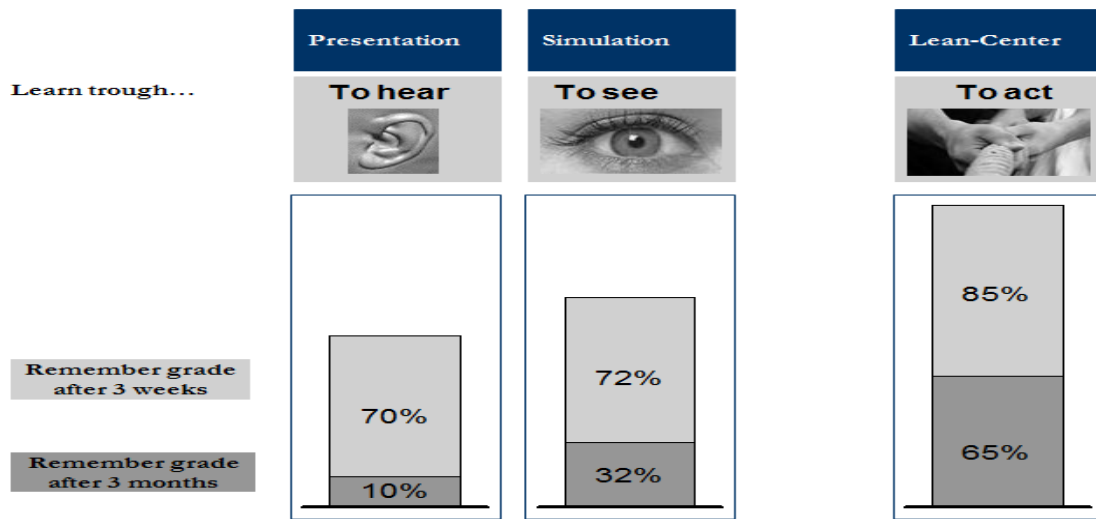 Presentation
Simulation
Lean-Center
Learn trough...
To hear
To see
To act
85%
Remember grade
after 3 weeks
72%
70%
Remember grade
after 3 months
10%
32%
65%